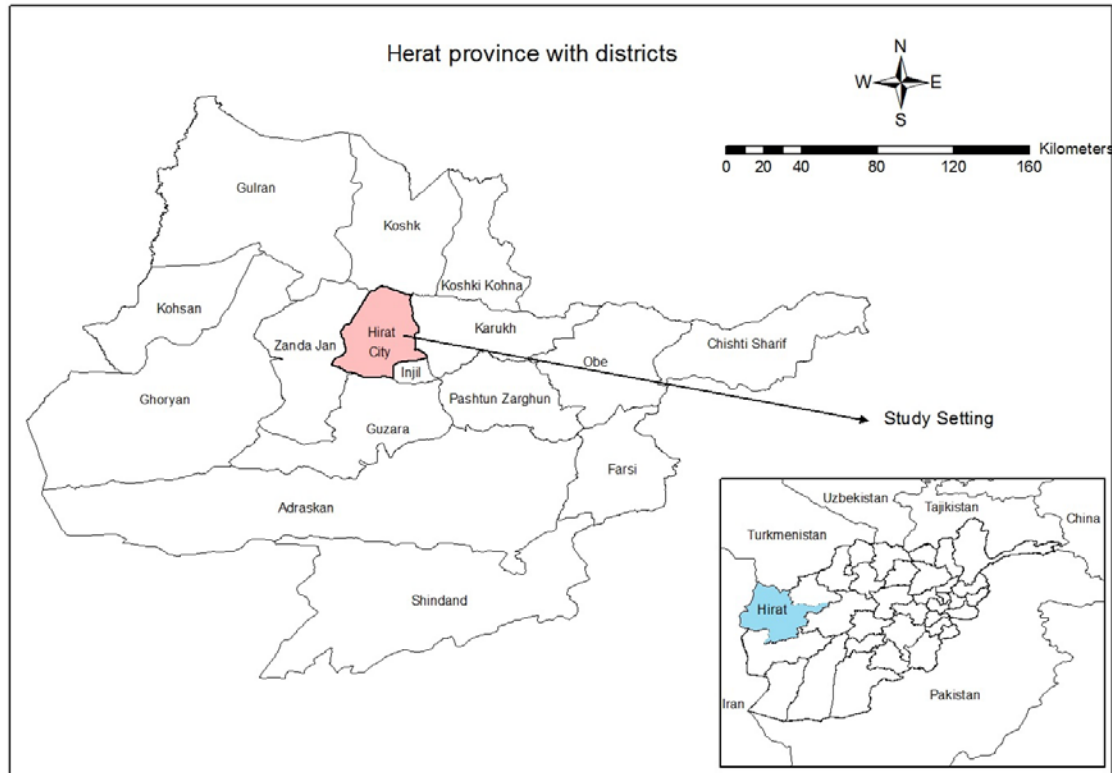 Herat province with districts
N
W E
S
Kilometers
0 20 40 80 120 160
Gulran
Koshk
Koshki Kohna
Kohsan
Zanda Jan
Hirat
City
Karukh
Chishti Sharif
Obe
Injil
Ghoryan
Pashtun Zarghun
Guzara
Study Setting
Farsi
Adraskan
Shindand
Uzbekistan
Tajikistan
China
Turkmenistan
Hirat
Pakistan
Iran